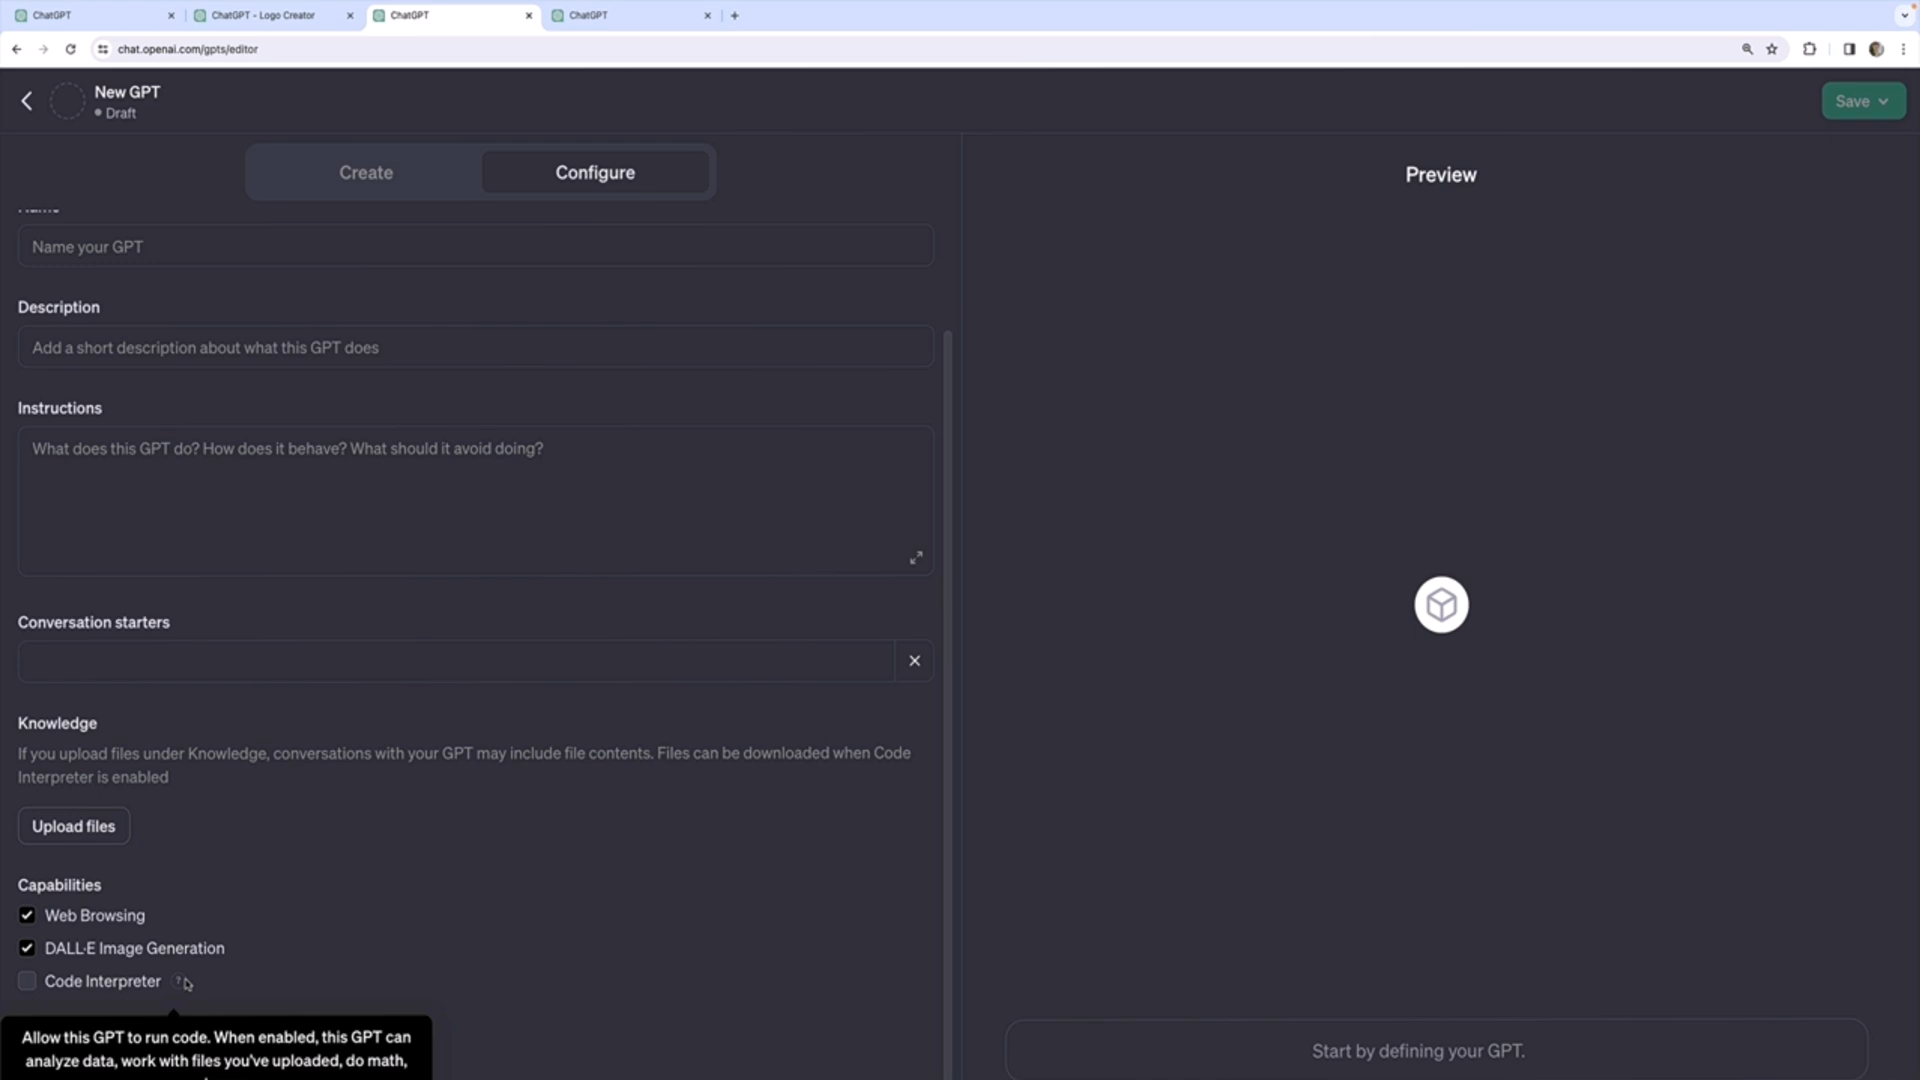 ChatGPT
ChatGPT - Logo Creator
ChatGPT
ChatGPT
chat.openai.com/gpts/editor
New GPT
Draft
Save
Create
Configure
Preview
Name your GPT
Description
Add a short description about what this GPT does
Instructions
What does this GPT do? How does it behave? What should it avoid doing?
Conversation starters
Knowledge
If you upload files under Knowledge, conversations with your GPT may include file contents. Files can be downloaded when Code
Interpreter is enabled
Upload files
Capabilities
Web Browsing
DALL·E Image Generation
Code Interpreter ?
Allow this GPT to run code. When enabled, this GPT can
analyze data, work with files you've uploaded, do math,
Start by defining your GPT.